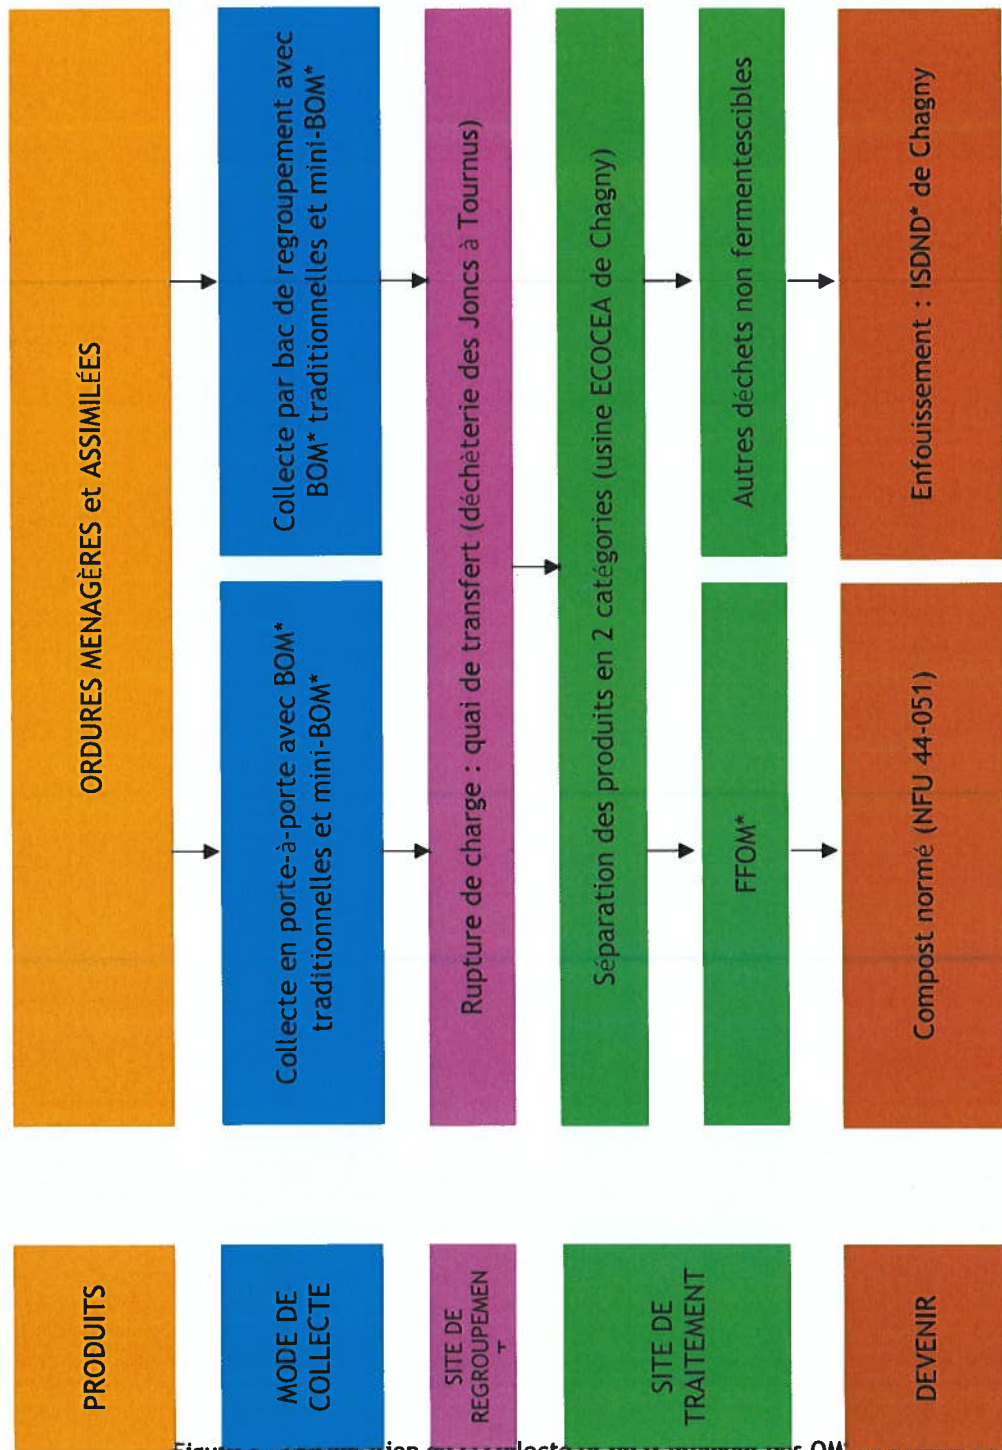 PRODUITS
ORDURES MENAGÈRES et ASSIMILÉES
MODE DE
COLLECTE
Collecte en porte-à-porte avec BOM*
traditionnelles et mini-BOM*
Collecte par bac de regroupement avec
BOM* traditionnelles et mini-BOM*
SITE DE
REGROUPEMEN
T
Rupture de charge : quai de transfert (déchèterie des Joncs à Tournus)
SITE DE
TRAITEMENT
Séparation des produits en 2 catégories (usine ECOCEA de Chagny)
FFOM*
Autres déchets non fermentescibles
DEVENIR
Compost normé (NFU 44-051)
Enfouissement : ISDND* de Chagny